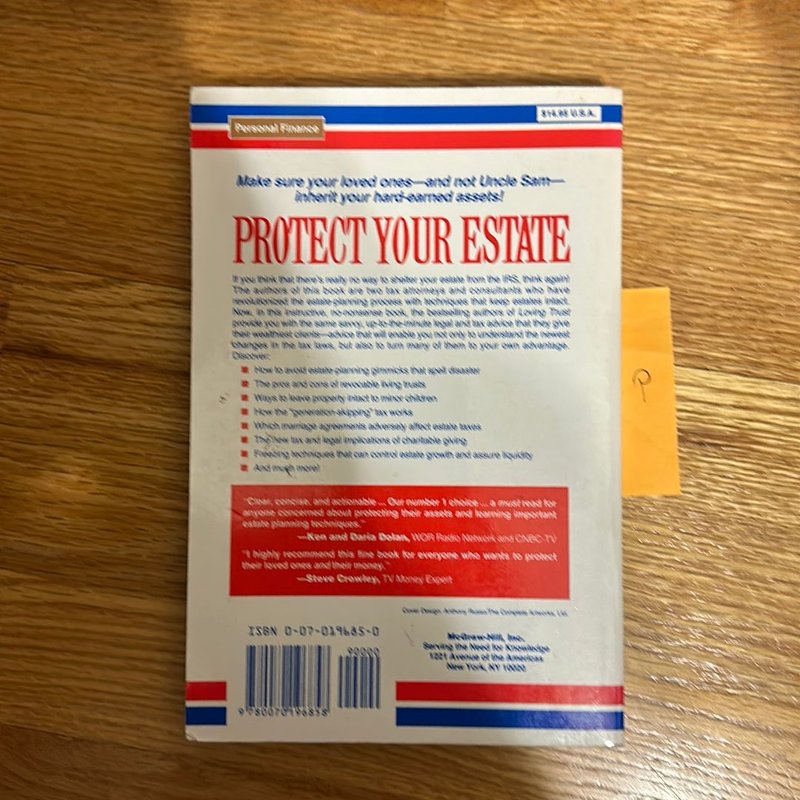 $14.95 U.S.A.
Personal Finance
Make sure your loved ones—and not Uncle Sam—
inherit your hard-earned assets!
PROTECT YOUR ESTATE
If you think that there's really no way to shelter your estate from the IRS, think again!
The authors of this book are two tax attorneys and consultants who have
revolutionized the estate-planning process with techniques that keep estates intact.
Now, in this instructive, no-nonsense book, the bestselling authors of Loving Trust
provide you with the same savvy, up-to-the-minute legal and tax advice that they give
their wealthiest clients—advice that will enable you not only to understand the newest
changes in the tax laws, but also to turn many of them to your own advantage.
Discover:
How to avoid estate-planning gimmicks that spell disaster
The pros and cons of revocable living trusts
Ways to leave property intact to minor children
How the "generation-skipping" tax works
Which marriage agreements adversely affect estate taxes
The new tax and legal implications of charitable giving
Freezing techniques that can control estate growth and assure liquidity
And much more!
"Clear, concise, and actionable ... Our number 1 choice ... a must read for
anyone concerned about protecting their assets and learning important
estate planning techniques."
—Ken and Daria Dolan, WOR Radio Network and CNBC-TV
"I highly recommend this fine book for everyone who wants to protect
their loved ones and their money."
—Steve Crowley, TV Money Expert
Cover Design: Anthony Russo/The Complete Artworks, Ltd.
ISBN 0-07-019685-0
90000
9 780070 196858
McGraw-Hill, Inc.
Serving the Need for Knowledge
1221 Avenue of the Americas
New York, NY 10020
P